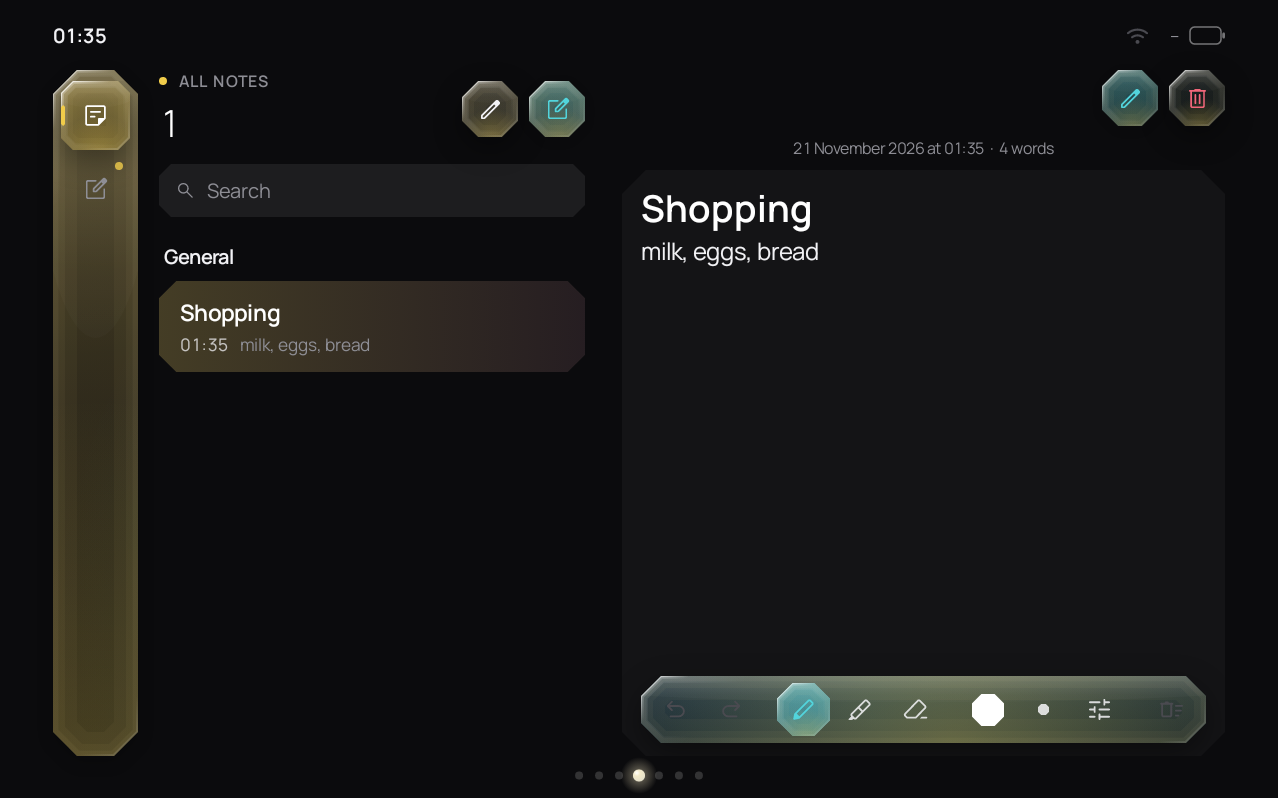 01:35
–
ALL NOTES
1
Search
General
Shopping
01:35 milk, eggs, bread
21 November 2026 at 01:35 · 4 words
Shopping
milk, eggs, bread